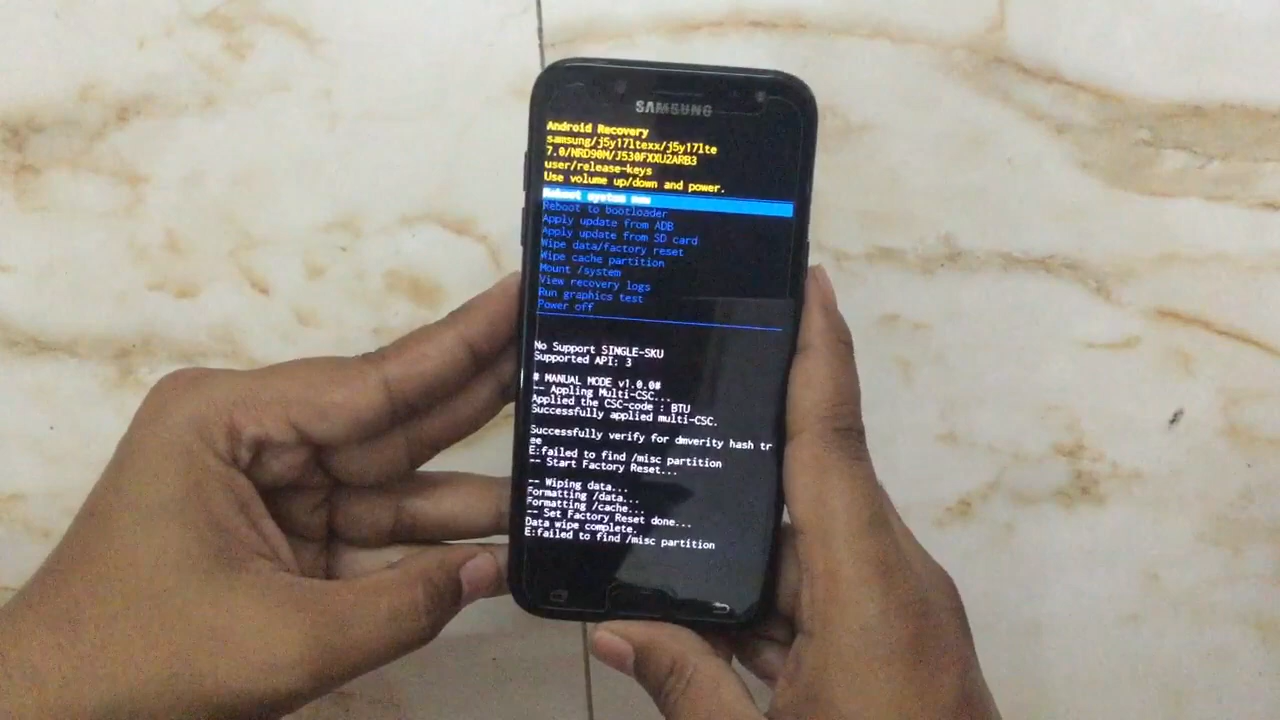 SAMSUNG
Android Recovery
samsung/j5y17ltexx/j5y17lte
7.0/NRD90M/J530FXXU2ARB3
user/release-keys
Use volume up/down and power.
Reboot system now
Reboot to bootloader
Apply update from ADB
Apply update from SD card
Wipe data/factory reset
Wipe cache partition
Mount /system
View recovery logs
Run graphics test
Power off
No Support SINGLE-SKU
Supported API: 3
# MANUAL MODE v1.0.0#
-- Appling Multi-CSC...
Applied the CSC-code : BTU
Successfully applied multi-CSC.
Successfully verify for dmverity hash tr
ee
E:failed to find /misc partition
-- Start Factory Reset...
-- Wiping data...
Formatting /data...
Formatting /cache...
-- Set Factory Reset done...
Data wipe complete.
E:failed to find /misc partition